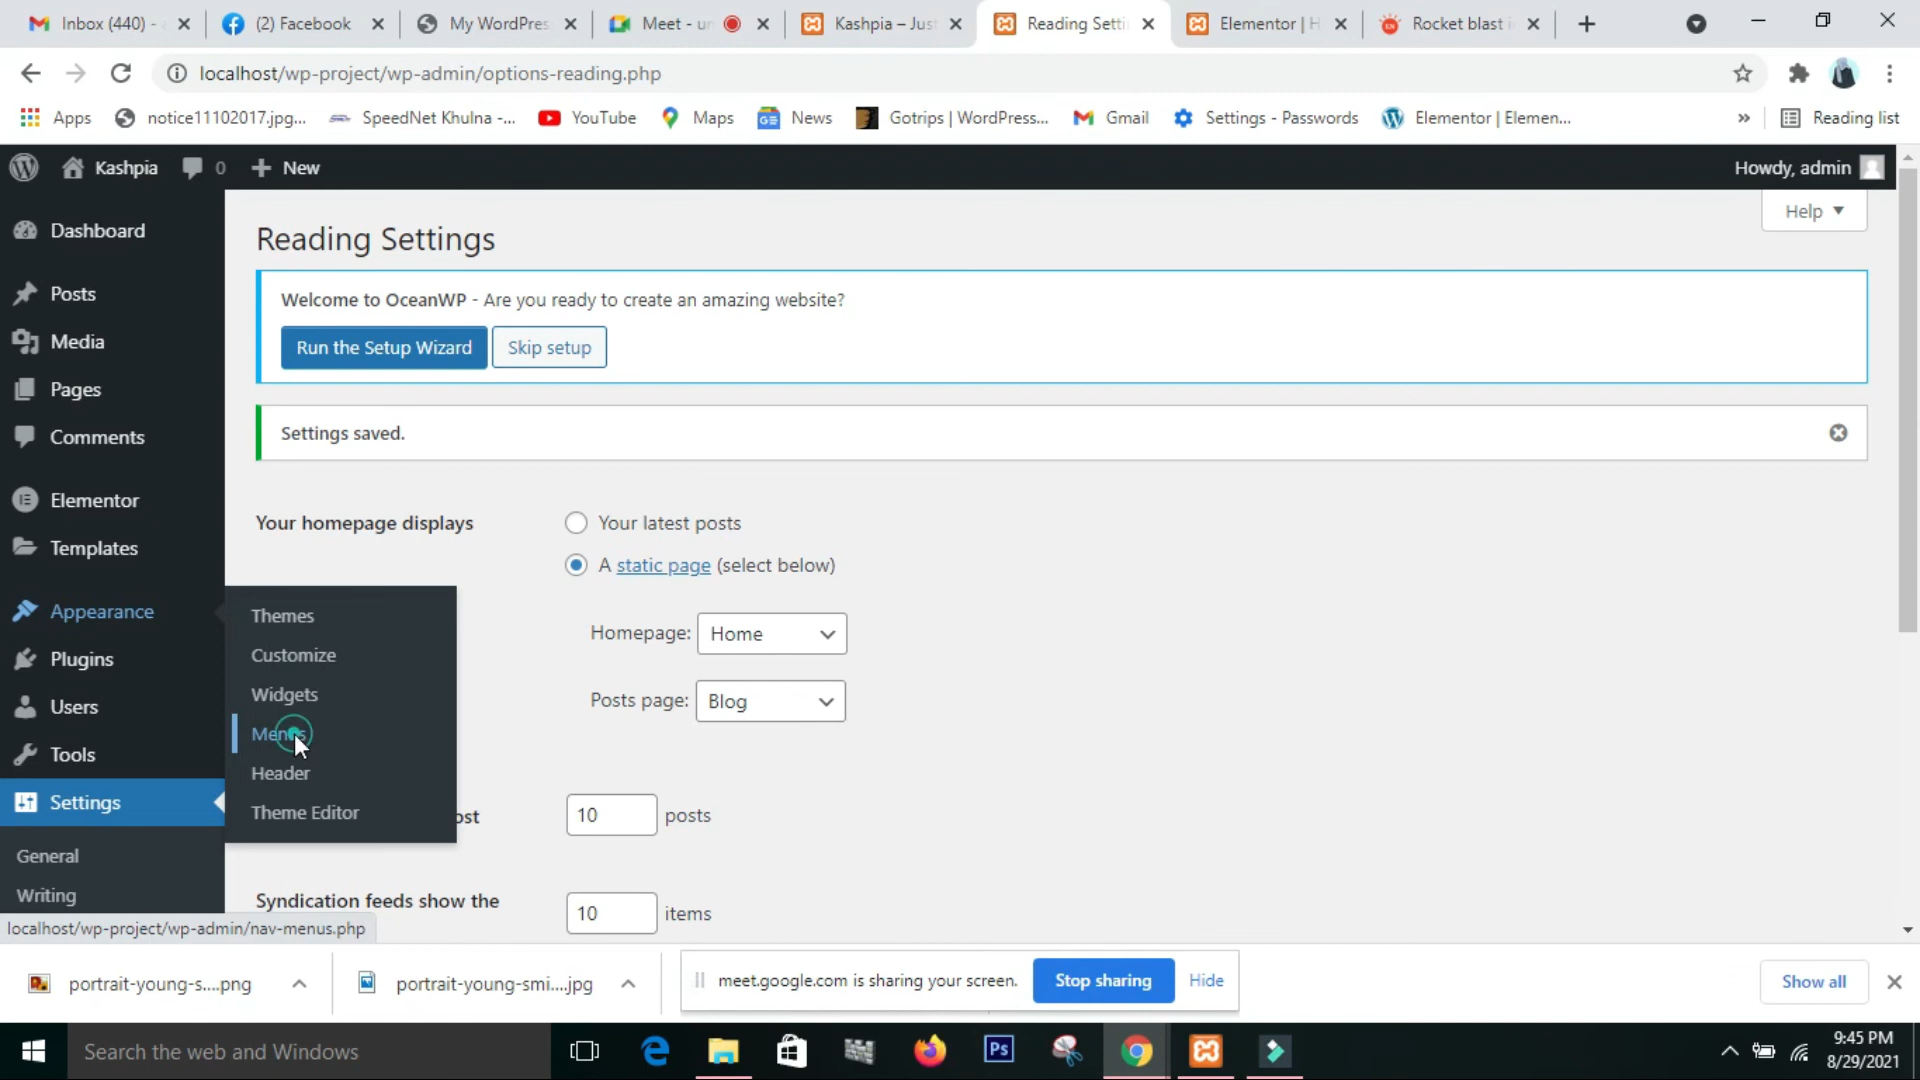 Inbox (440) -
(2) Facebook
My WordPres
Meet - un
Kashpia – Just
Reading Setti
Elementor | H
Rocket blast i
localhost/wp-project/wp-admin/options-reading.php
Apps
notice11102017.jpg...
SpeedNet Khulna -...
YouTube
Maps
News
Gotrips | WordPress...
Gmail
Settings - Passwords
Elementor | Elemen...
»
Reading list
Kashpia
0
New
Howdy, admin
Help
Dashboard
Posts
Media
Pages
Comments
Elementor
Templates
Appearance
Plugins
Users
Tools
Settings
General
Writing
Themes
Customize
Widgets
Menus
Header
Theme Editor
Reading Settings
Welcome to OceanWP - Are you ready to create an amazing website?
Run the Setup Wizard
Skip setup
Settings saved.
Your homepage displays
Your latest posts
A static page (select below)
Homepage: Home
Posts page: Blog
ost
10 posts
Syndication feeds show the
10 items
localhost/wp-project/wp-admin/nav-menus.php
portrait-young-s....png
portrait-young-smi....jpg
meet.google.com is sharing your screen.
Stop sharing
Hide
Show all
Search the web and Windows
Ps
9:45 PM
8/29/2021